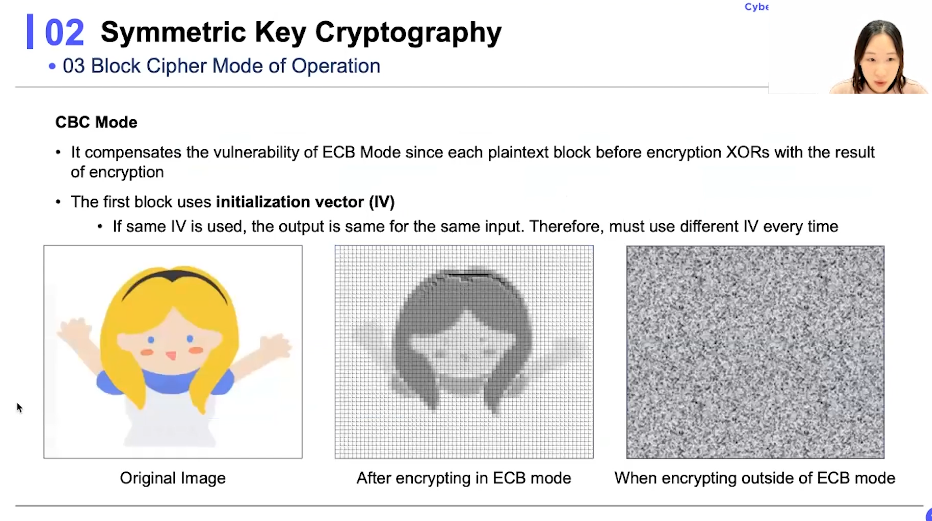 Cybe
02 Symmetric Key Cryptography
• 03 Block Cipher Mode of Operation
CBC Mode
• It compensates the vulnerability of ECB Mode since each plaintext block before encryption XORs with the result
of encryption
• The first block uses initialization vector (IV)
• If same IV is used, the output is same for the same input. Therefore, must use different IV every time
Original Image
After encrypting in ECB mode
When encrypting outside of ECB mode